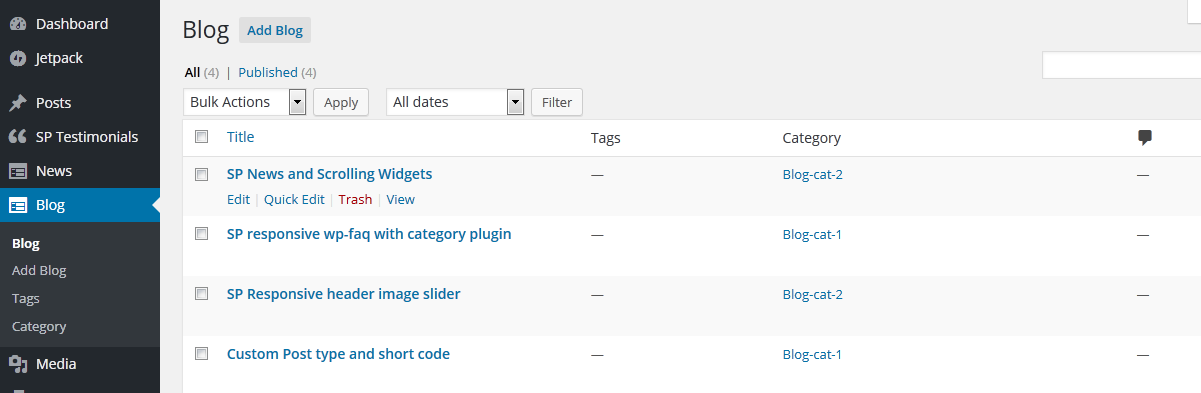 Dashboard
Jetpack
Posts
SP Testimonials
News
Blog
Blog
Add Blog
Tags
Category
Media
Blog Add Blog
All (4) | Published (4)
Bulk Actions Apply All dates Filter
Title Tags Category
SP News and Scrolling Widgets — Blog-cat-2 —
Edit | Quick Edit | Trash | View
SP responsive wp-faq with category plugin — Blog-cat-1 —
SP Responsive header image slider — Blog-cat-2 —
Custom Post type and short code — Blog-cat-1 —